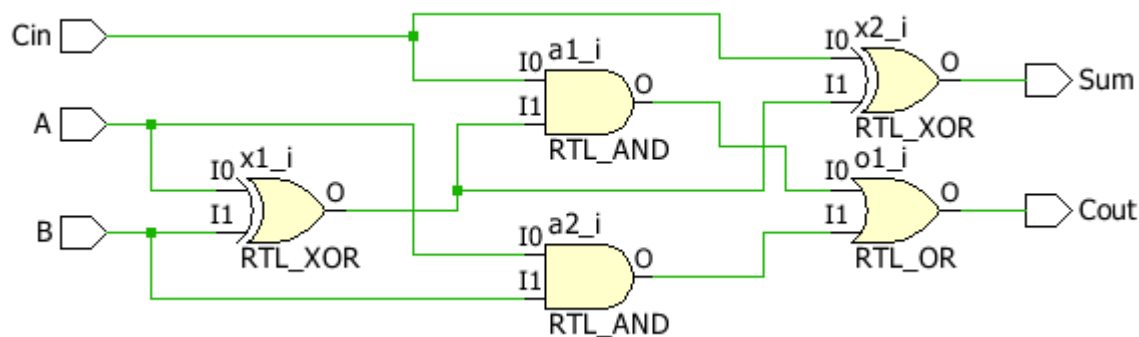 Cin
A
B
x1_i
I0
I1
O
RTL_XOR
a1_i
I0
I1
O
RTL_AND
a2_i
I0
I1
O
RTL_AND
x2_i
I0
I1
O
RTL_XOR
Sum
o1_i
I0
I1
O
RTL_OR
Cout